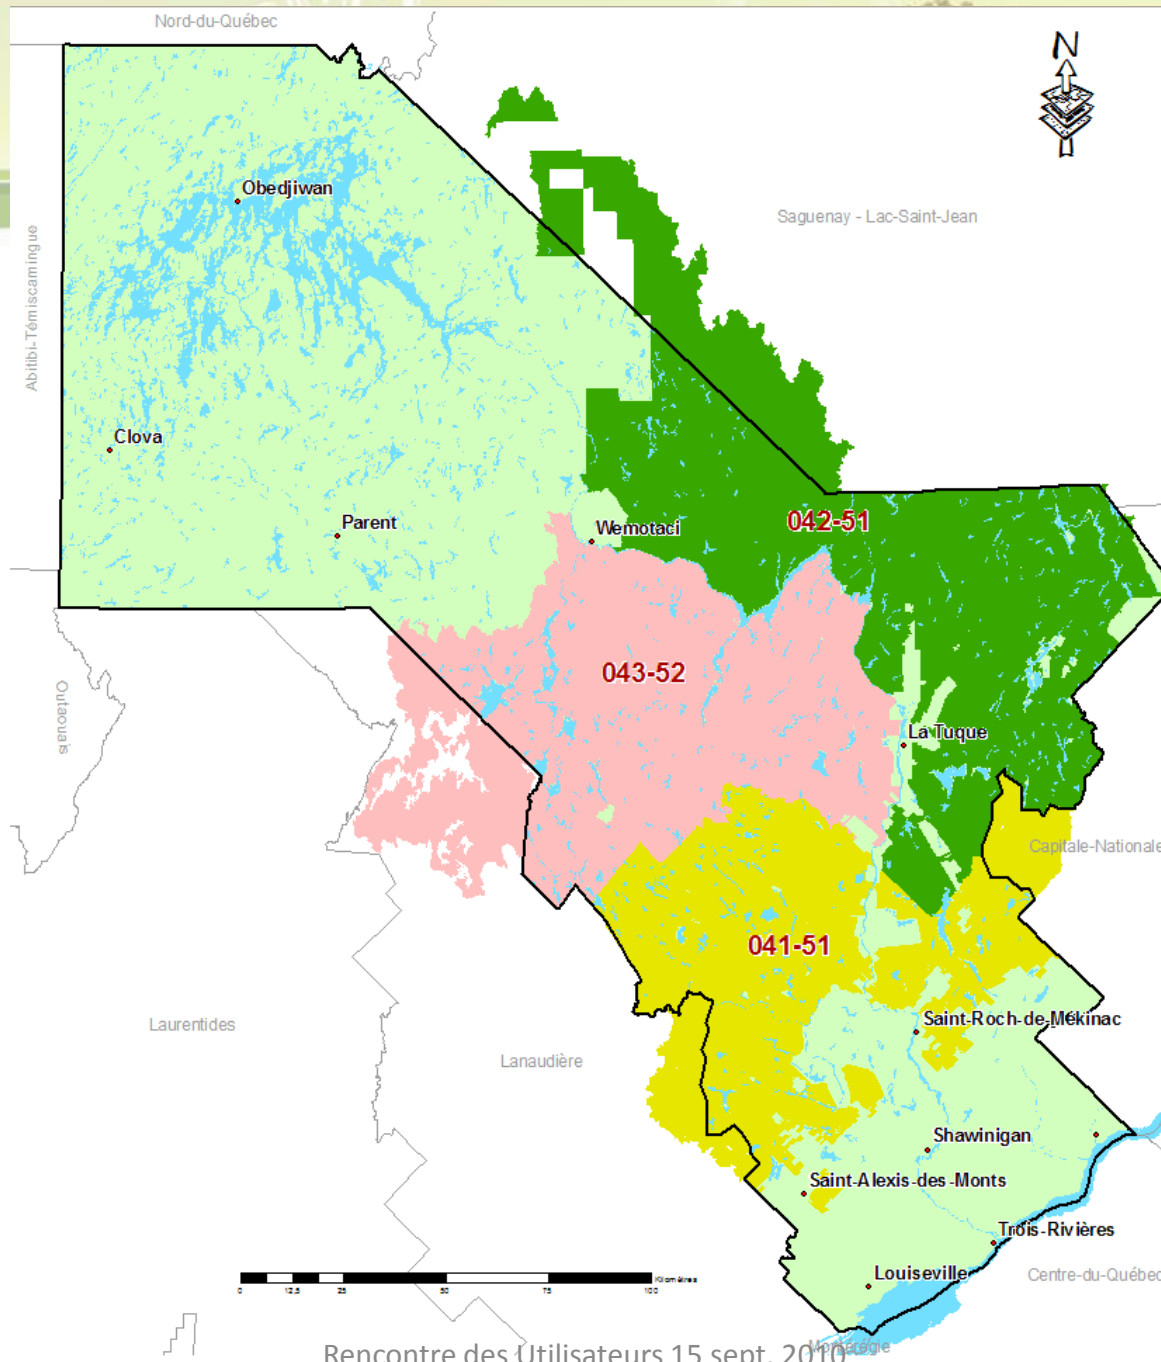 Nord-du-Québec
N
Obedjiwan
Saguenay - Lac-Saint-Jean
Abitibi-Témiscamingue
Clova
Parent
Wemotaci
042-51
043-52
Outaouais
La Tuque
Capitale-Nationale
041-51
Saint-Roch-de-Mékinac
Laurentides
Lanaudière
Shawinigan
Saint-Alexis-des-Monts
Trois-Rivières
Louiseville
Centre-du-Québec
Kilomètres
0 12,5 25 50 75 100
Montérégie
Rencontre des Utilisateurs 15 sept. 2010